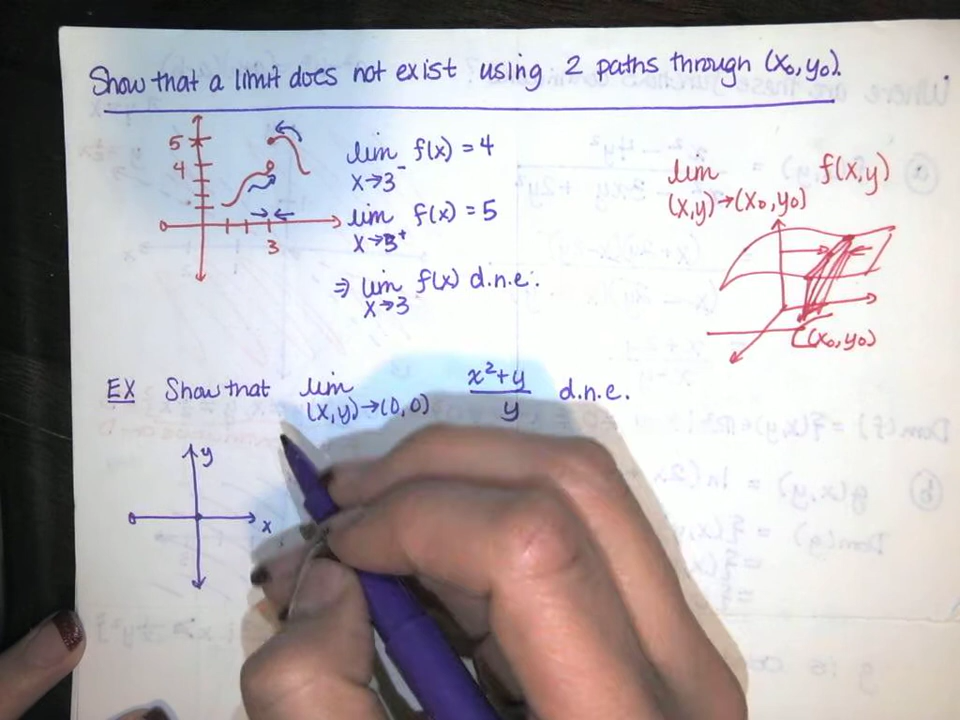 Show that a limit does not exist using 2 paths through (x₀, y₀).
5
4
3
lim f(x) = 4
x→3⁻
lim f(x) = 5
x→3⁺
⇒ lim f(x) d.n.e.
x→3
lim f(x,y)
(x,y)→(x₀,y₀)
(x₀,y₀)
EX Show that lim x²+y d.n.e.
(x,y)→(0,0) y
y
x